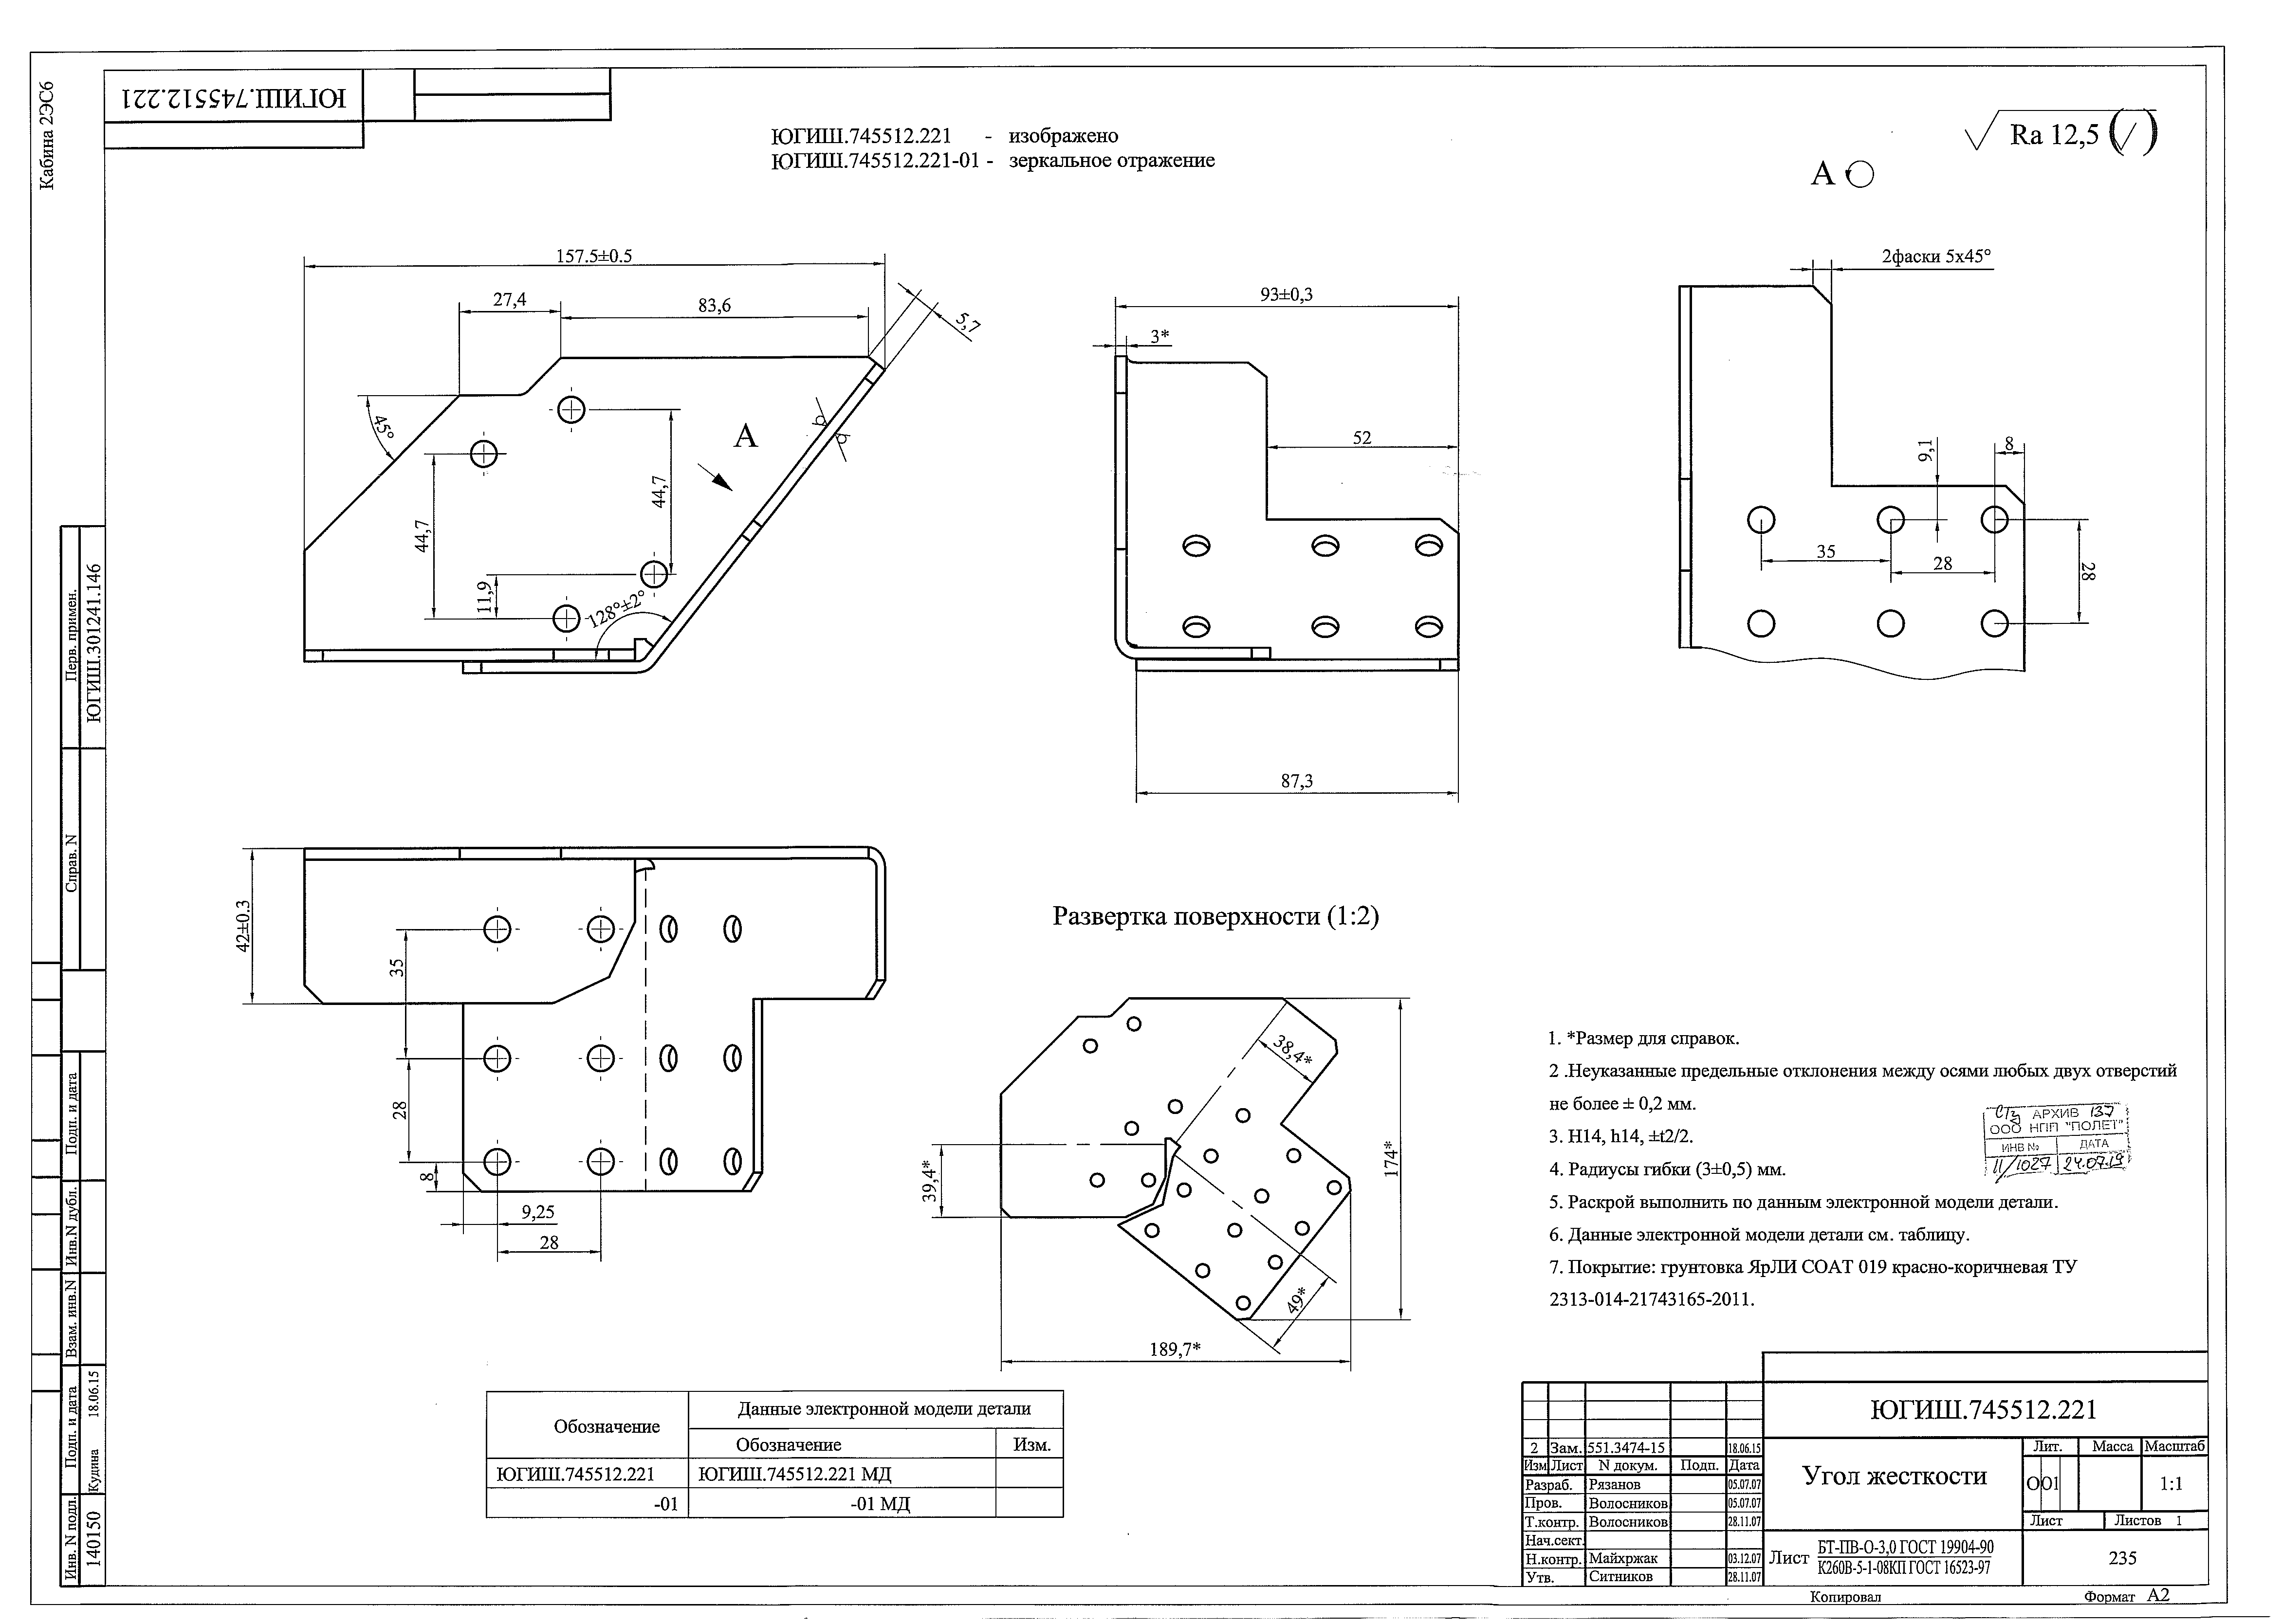 Кабина 2ЭС6
ЮГИШ.745512.221
ЮГИШ.745512.221 - изображено
ЮГИШ.745512.221-01 - зеркальное отражение
Ra 12,5
А
157.5±0.5
27,4
83,6
5,7
45°
А
44,7
44,7
11,9
128°±2°
93±0,3
3*
52
87,3
2фаски 5х45°
9,1
8
35
28
28
42±0.3
35
28
8
9,25
28
Развертка поверхности (1:2)
38,4*
39,4*
174*
49*
189,7*
1. *Размер для справок.
2 .Неуказанные предельные отклонения между осями любых двух отверстий
не более ± 0,2 мм.
3. H14, h14, ±t2/2.
4. Радиусы гибки (3±0,5) мм.
5. Раскрой выполнить по данным электронной модели детали.
6. Данные электронной модели детали см. таблицу.
7. Покрытие: грунтовка ЯрЛИ СОАТ 019 красно-коричневая ТУ
2313-014-21743165-2011.
АРХИВ 137
ООО НПП "ПОЛЕТ"
ИНВ № ДАТА
11/1027 24.07.19
Обозначение Данные электронной модели детали
Обозначение Изм.
ЮГИШ.745512.221 ЮГИШ.745512.221 МД
-01 -01 МД
Перв. примен.
ЮГИШ.301241.146
Справ. N
Подп. и дата
Инв.N дубл.
Взам. инв.N
Подп. и дата
Кудина 18.06.15
Инв. N подл.
140150
ЮГИШ.745512.221
2 Зам. 551.3474-15 18.06.15
Изм Лист N докум. Подп. Дата
Разраб. Рязанов 05.07.07
Пров. Волосников 05.07.07
Т.контр. Волосников 28.11.07
Нач.сект.
Н.контр. Майхржак 03.12.07
Утв. Ситников 28.11.07
Угол жесткости
Лит. Масса Масштаб
О О1 1:1
Лист Листов 1
Лист БТ-ПВ-О-3,0 ГОСТ 19904-90
К260В-5-1-08КП ГОСТ 16523-97
235
Копировал Формат А2